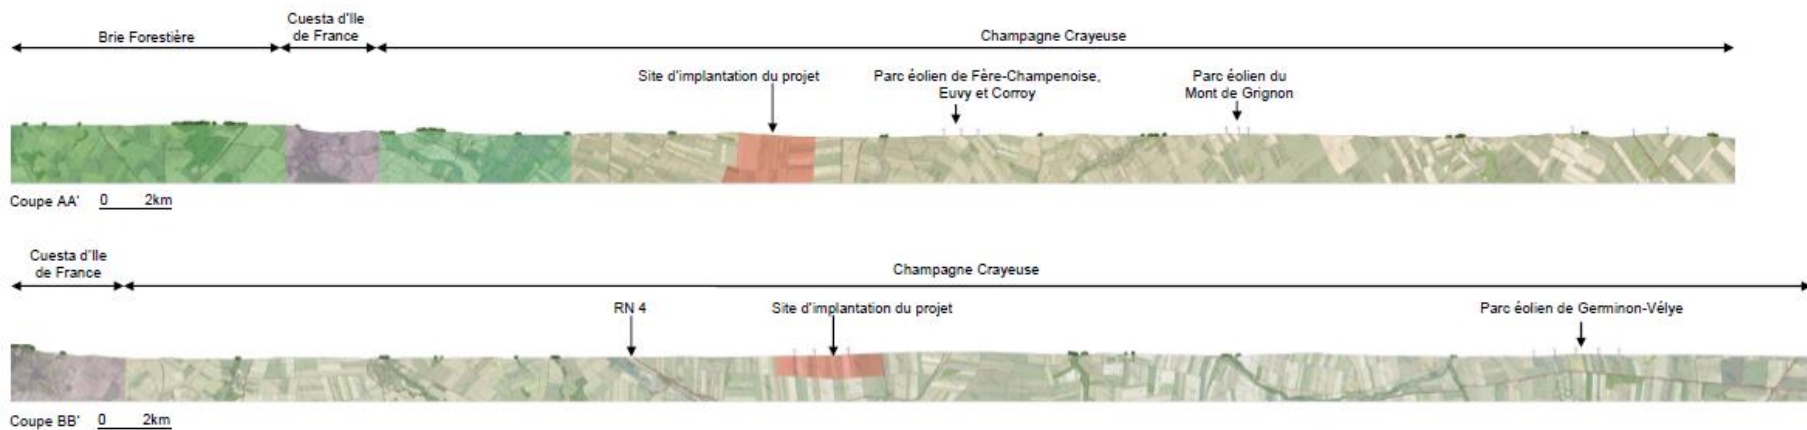 Brie Forestière
Cuesta d'Ile
de France
Champagne Crayeuse
Site d'implantation du projet
Parc éolien de Fère-Champenoise,
Euvy et Corroy
Parc éolien du
Mont de Grignon
Coupe AA' 0 2km
Cuesta d'Ile
de France
Champagne Crayeuse
RN 4
Site d'implantation du projet
Parc éolien de Germinon-Vélye
Coupe BB' 0 2km